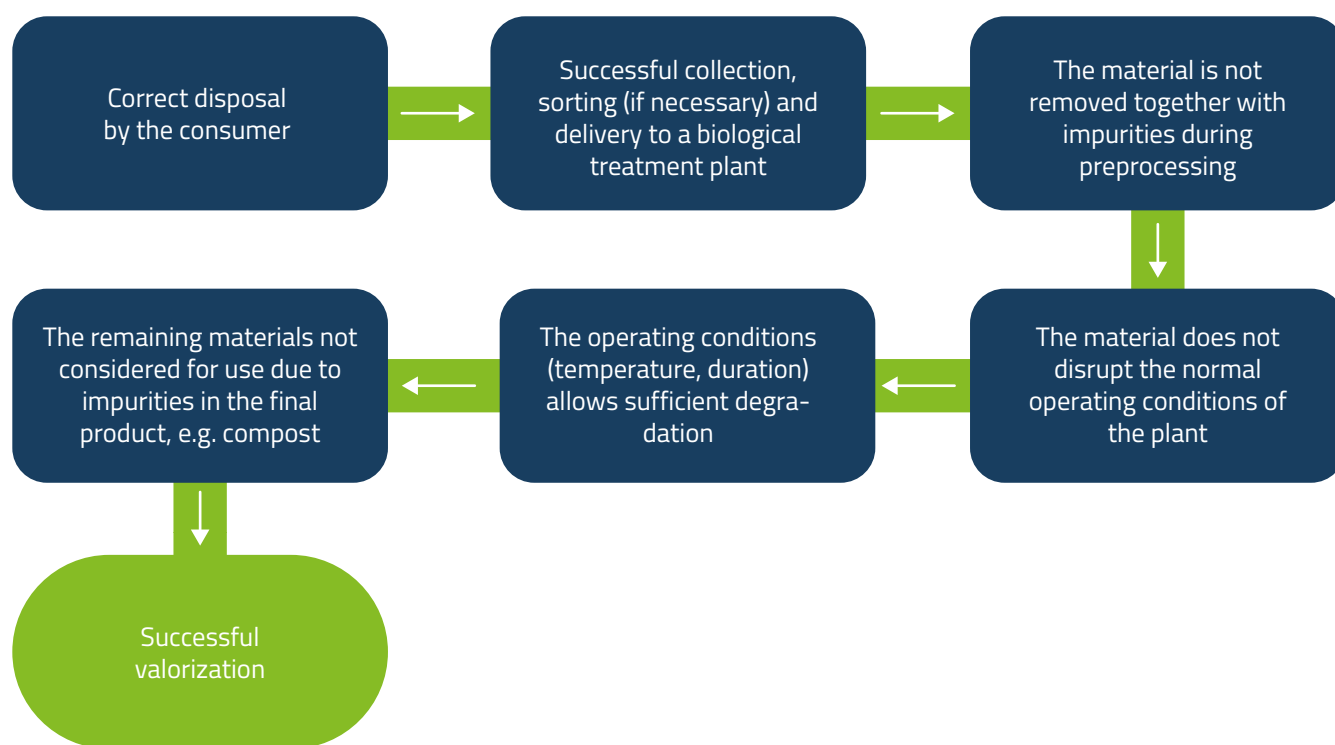 Correct disposal
by the consumer
Successful collection,
sorting (if necessary) and
delivery to a biological
treatment plant
The material is not
removed together with
impurities during
preprocessing
The material does not
disrupt the normal
operating conditions of
the plant
The operating conditions
(temperature, duration)
allows sufficient degra-
dation
The remaining materials not
considered for use due to
impurities in the final
product, e.g. compost
Successful
valorization